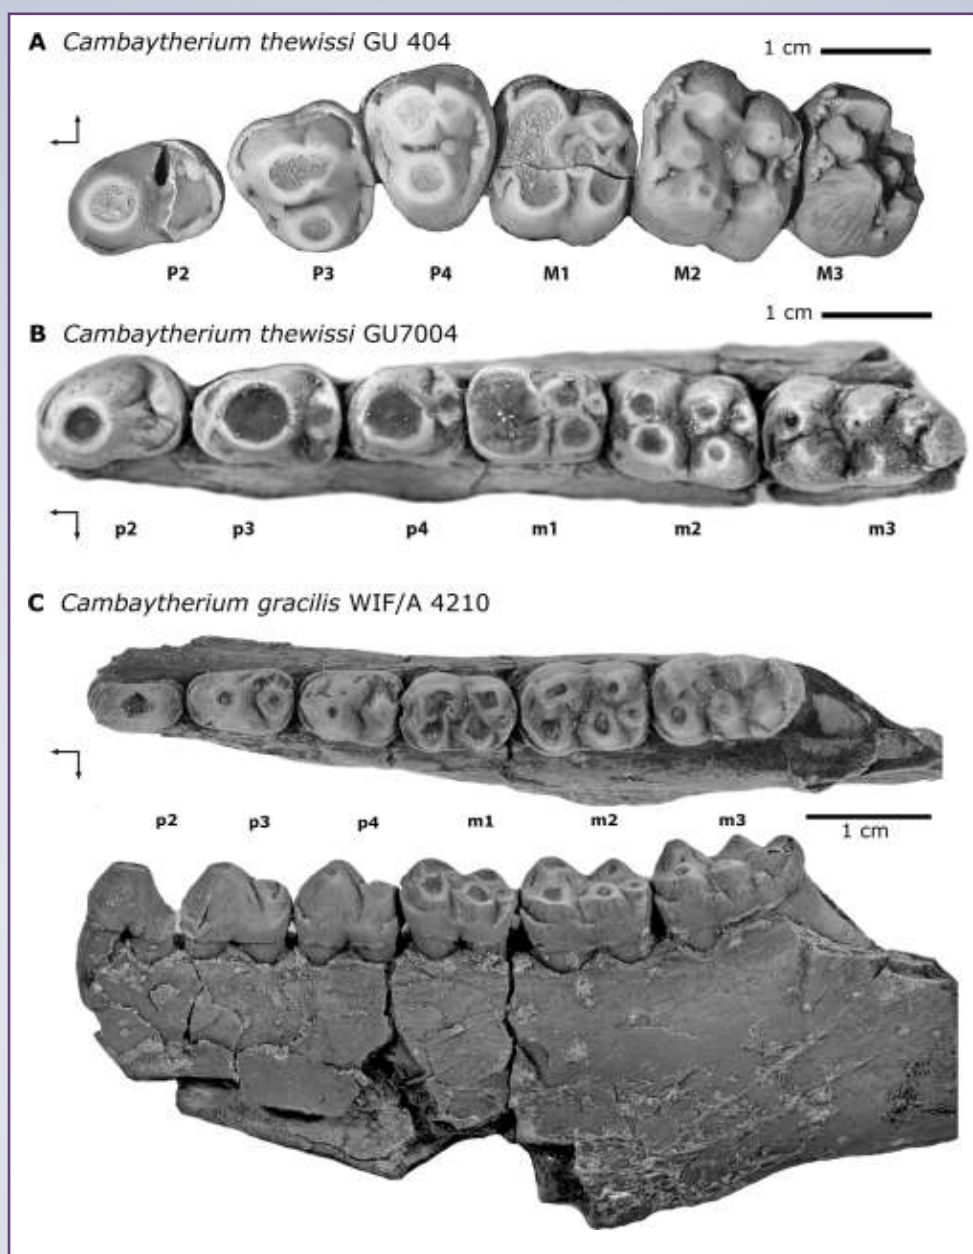 A Cambaytherium thewissi GU 404
1 cm
P2 P3 P4 M1 M2 M3
1 cm
B Cambaytherium thewissi GU7004
p2 p3 p4 m1 m2 m3
C Cambaytherium gracilis WIF/A 4210
p2 p3 p4 m1 m2 m3
1 cm